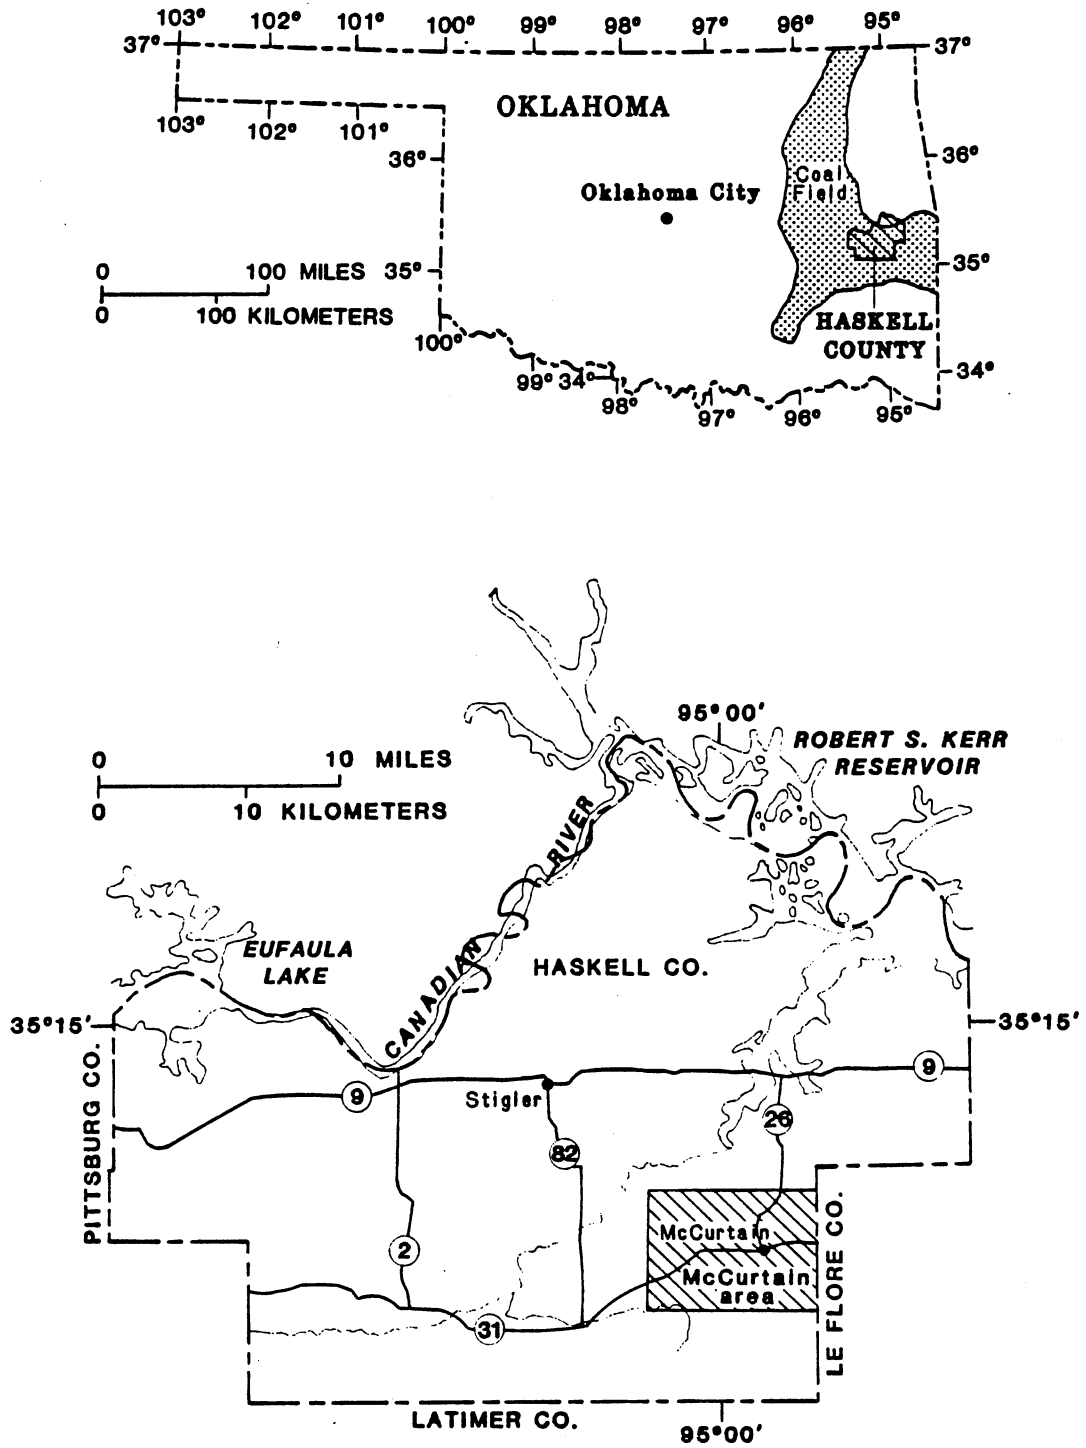 103° 102° 101° 100° 99° 98° 97° 96° 95°
37° 37°
OKLAHOMA
103° 102° 101°
36° 36°
Coal
Field
Oklahoma City
0 100 MILES
35° 35°
0 100 KILOMETERS
HASKELL
COUNTY
100°
99° 34° 34°
98° 97° 96° 95°
95°00'
ROBERT S. KERR
RESERVOIR
0 10 MILES
0 10 KILOMETERS
CANADIAN RIVER
EUFAULA
LAKE
HASKELL CO.
35°15' 35°15'
PITTSBURG CO.
9 9
Stigler
26
82
McCurtain
2
McCurtain
area
LE FLORE CO.
31
LATIMER CO.
95°00'